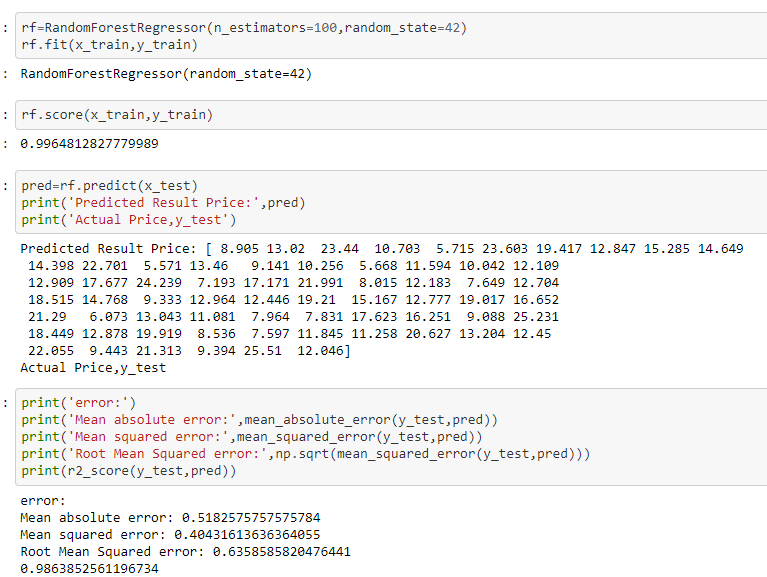 : rf=RandomForestRegressor(n_estimators=100,random_state=42)
rf.fit(x_train,y_train)
: RandomForestRegressor(random_state=42)
: rf.score(x_train,y_train)
: 0.9964812827779989
: pred=rf.predict(x_test)
print('Predicted Result Price:',pred)
print('Actual Price,y_test')
Predicted Result Price: [ 8.905 13.02  23.44  10.703  5.715 23.603 19.417 12.847 15.285 14.649
 14.398 22.701  5.571 13.46   9.141 10.256  5.668 11.594 10.042 12.109
 12.909 17.677 24.239  7.193 17.171 21.991  8.015 12.183  7.649 12.704
 18.515 14.768  9.333 12.964 12.446 19.21  15.167 12.777 19.017 16.652
 21.29   6.073 13.043 11.081  7.964  7.831 17.623 16.251  9.088 25.231
 18.449 12.878 19.919  8.536  7.597 11.845 11.258 20.627 13.204 12.45
 22.055  9.443 21.313  9.394 25.51  12.046]
Actual Price,y_test
: print('error:')
print('Mean absolute error:',mean_absolute_error(y_test,pred))
print('Mean squared error:',mean_squared_error(y_test,pred))
print('Root Mean Squared error:',np.sqrt(mean_squared_error(y_test,pred)))
print(r2_score(y_test,pred))
error:
Mean absolute error: 0.5182575757575784
Mean squared error: 0.40431613636364055
Root Mean Squared error: 0.6358585820476441
0.9863852561196734